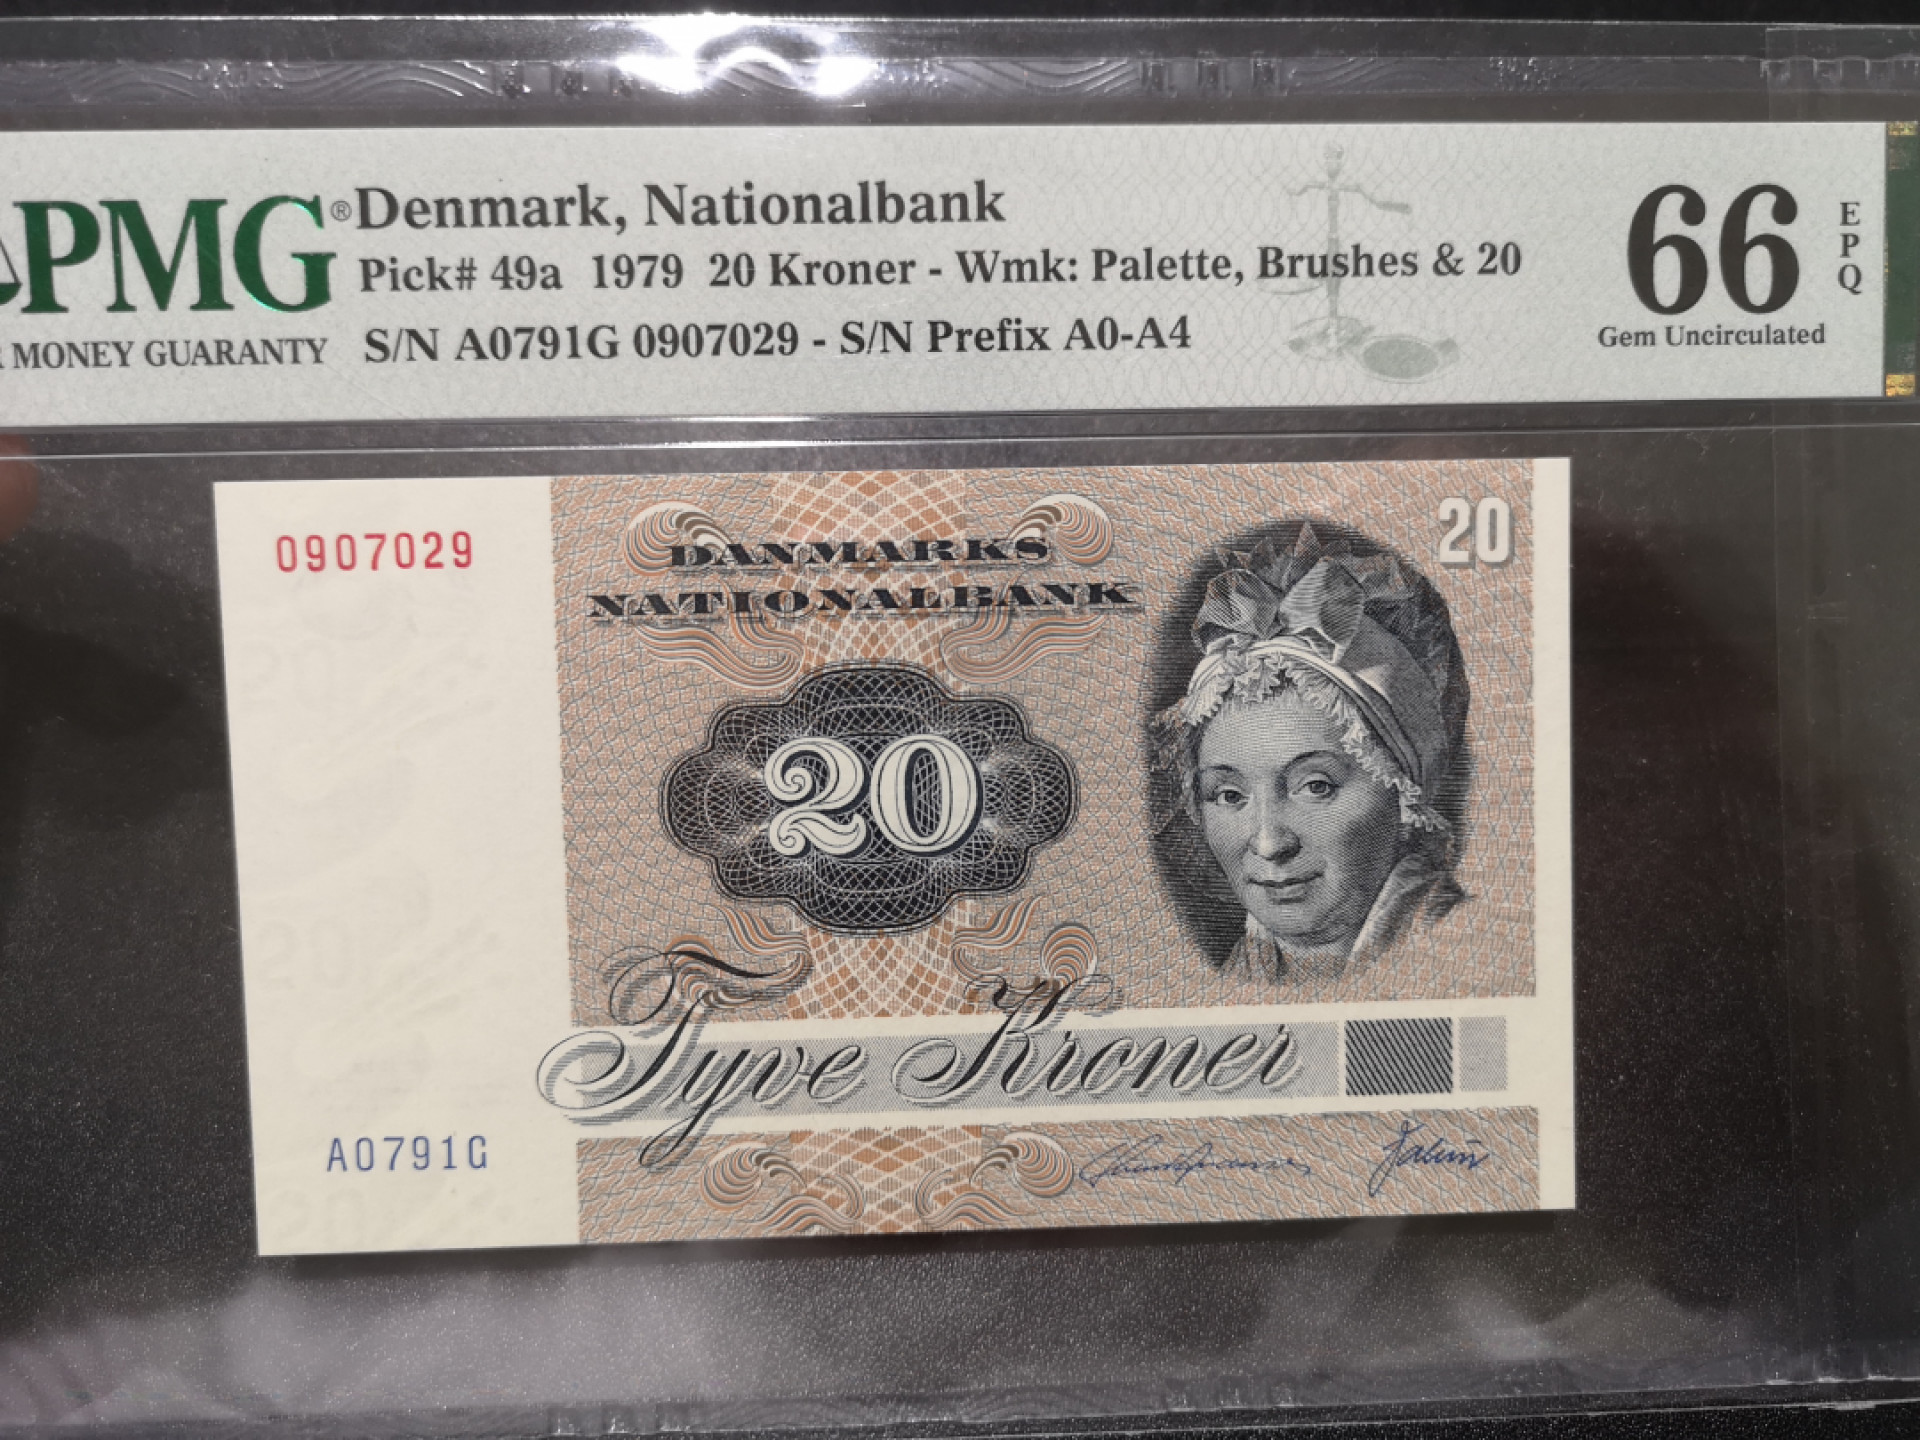 PMG®
MONEY GUARANTY
Denmark, Nationalbank
Pick# 49a 1979 20 Kroner - Wmk: Palette, Brushes & 20
S/N A0791G 0907029 - S/N Prefix A0-A4
66 EPQ
Gem Uncirculated
0907029
DANMARKS
NATIONALBANK
20
20
Tyve Kroner
A0791G